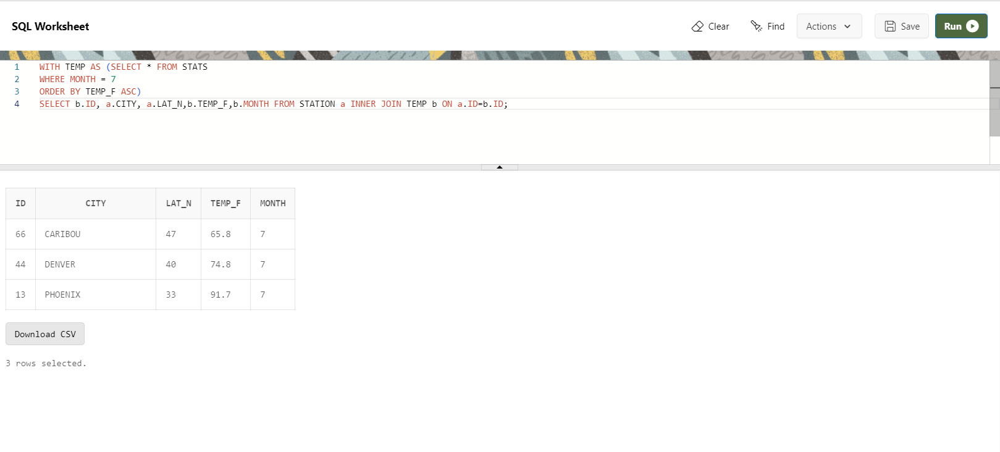 SQL Worksheet
Clear Find Actions Save Run
1 WITH TEMP AS (SELECT * FROM STATS
2 WHERE MONTH = 7
3 ORDER BY TEMP_F ASC)
4 SELECT b.ID, a.CITY, a.LAT_N,b.TEMP_F,b.MONTH FROM STATION a INNER JOIN TEMP b ON a.ID=b.ID;
ID CITY LAT_N TEMP_F MONTH
66 CARIBOU 47 65.8 7
44 DENVER 40 74.8 7
13 PHOENIX 33 91.7 7
Download CSV
3 rows selected.